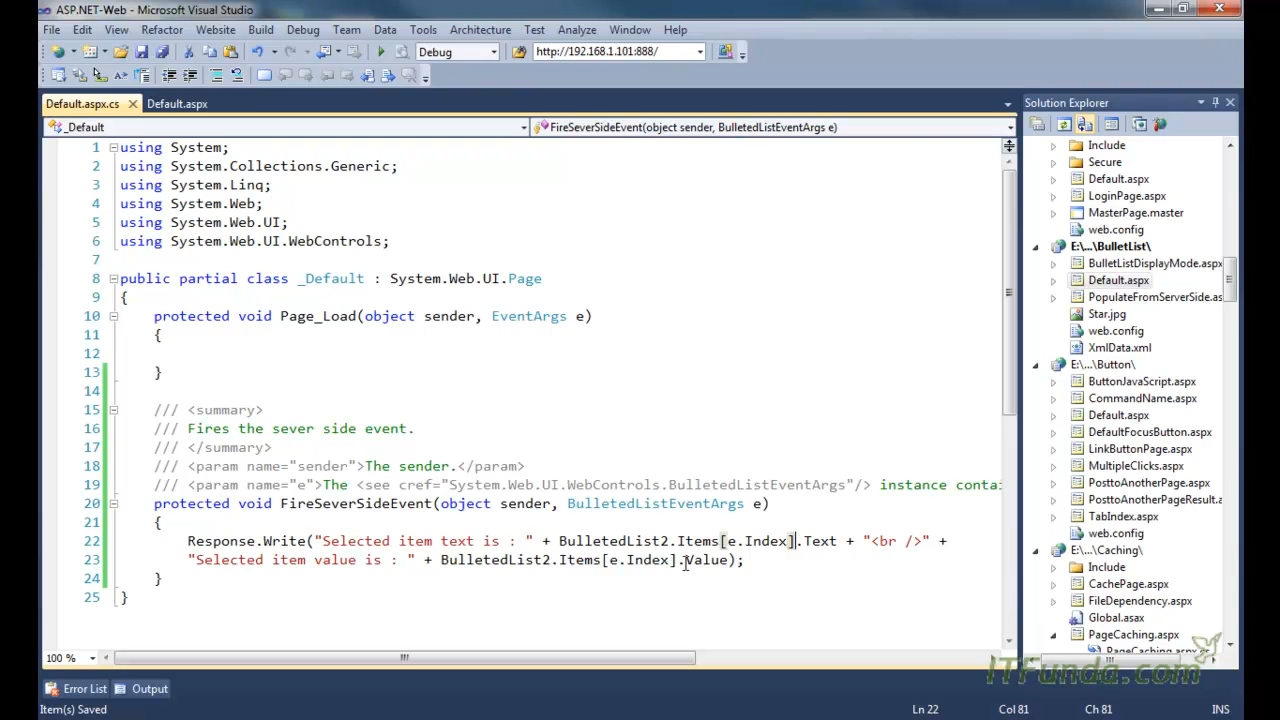 ASP.NET-Web - Microsoft Visual Studio
File Edit View Refactor Website Build Debug Team Data Tools Architecture Test Analyze Window Help
Debug http://192.168.1.101:888/
Default.aspx.cs Default.aspx
_Default FireSeverSideEvent(object sender, BulletedListEventArgs e)
1 using System;
2 using System.Collections.Generic;
3 using System.Linq;
4 using System.Web;
5 using System.Web.UI;
6 using System.Web.UI.WebControls;
7
8 public partial class _Default : System.Web.UI.Page
9 {
10 protected void Page_Load(object sender, EventArgs e)
11 {
12
13 }
14
15 /// <summary>
16 /// Fires the sever side event.
17 /// </summary>
18 /// <param name="sender">The sender.</param>
19 /// <param name="e">The <see cref="System.Web.UI.WebControls.BulletedListEventArgs"/> instance contai
20 protected void FireSeverSideEvent(object sender, BulletedListEventArgs e)
21 {
22 Response.Write("Selected item text is : " + BulletedList2.Items[e.Index].Text + "<br />" +
23 "Selected item value is : " + BulletedList2.Items[e.Index].Value);
24 }
25 }
100 %
Solution Explorer
Include
Secure
Default.aspx
LoginPage.aspx
MasterPage.master
web.config
E:\...\BulletList\
BulletListDisplayMode.aspx
Default.aspx
PopulateFromServerSide.as
Star.jpg
web.config
XmlData.xml
E:\...\Button\
ButtonJavaScript.aspx
CommandName.aspx
Default.aspx
DefaultFocusButton.aspx
LinkButtonPage.aspx
MultipleClicks.aspx
PosttoAnotherPage.aspx
PosttoAnotherPageResult.a
TabIndex.aspx
web.config
E:\...\Caching\
CachePage.aspx
FileDependency.aspx
Global.asax
PageCaching.aspx
ITFunda.com
Error List Output
Item(s) Saved Ln 22 Col 81 Ch 81 INS